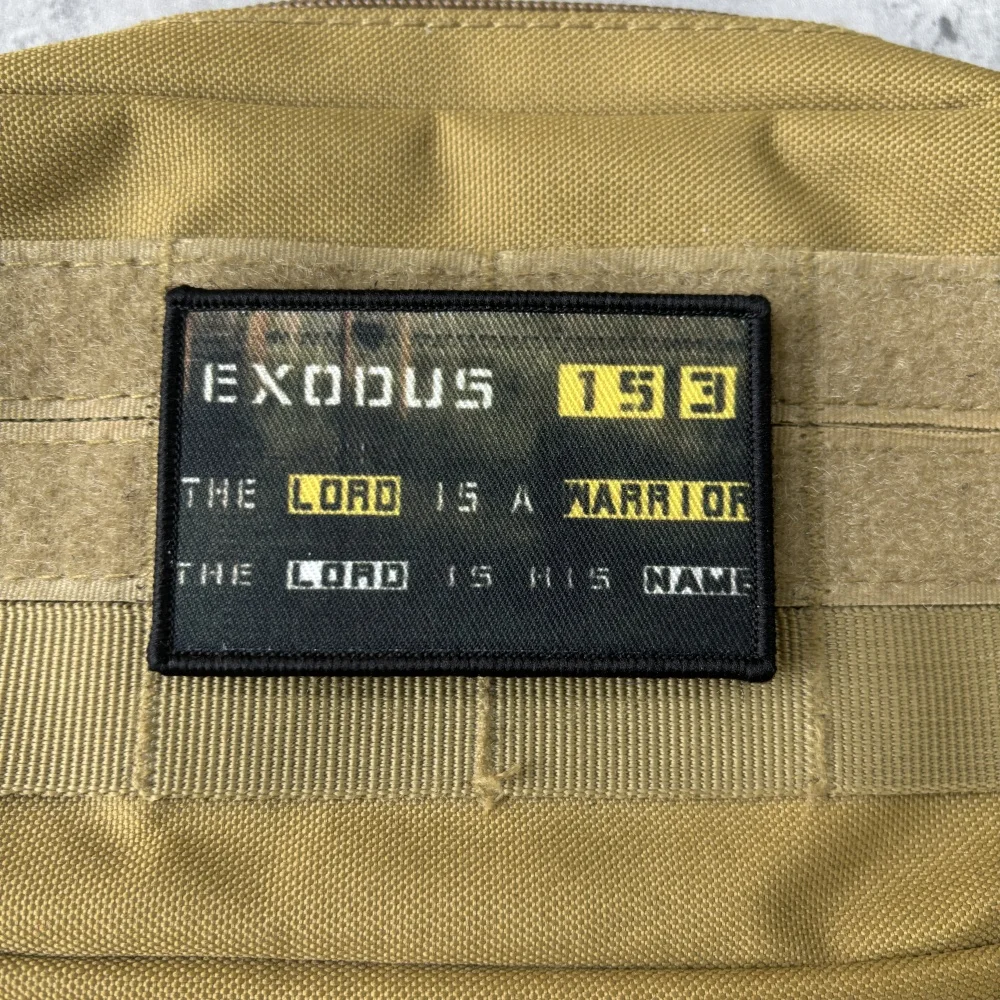 EXODUS 15 3
THE LORD IS A WARRIOR
THE LORD IS HIS NAME